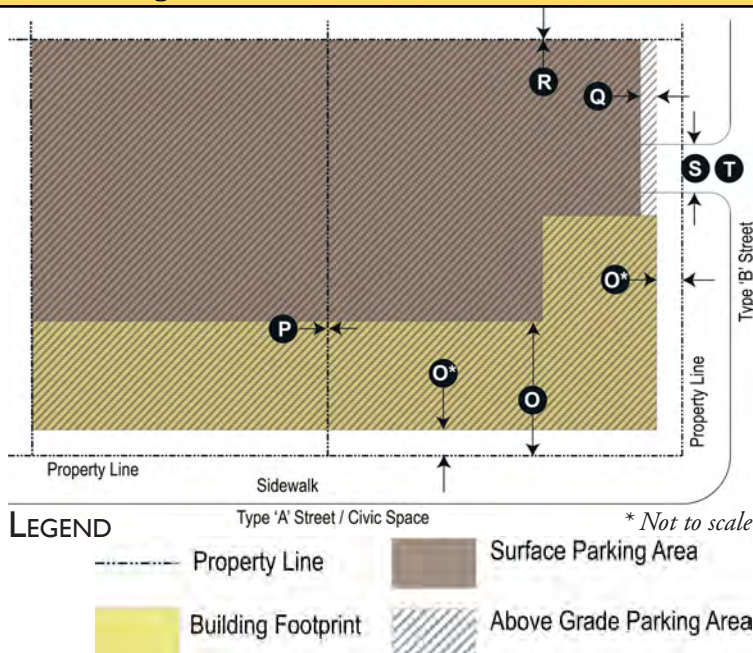 R
Q
S T
Type 'B' Street
O*
P
O*
O
Property Line
Property Line
Sidewalk
Type 'A' Street / Civic Space
* Not to scale
LEGEND
Property Line
Surface Parking Area
Building Footprint
Above Grade Parking Area